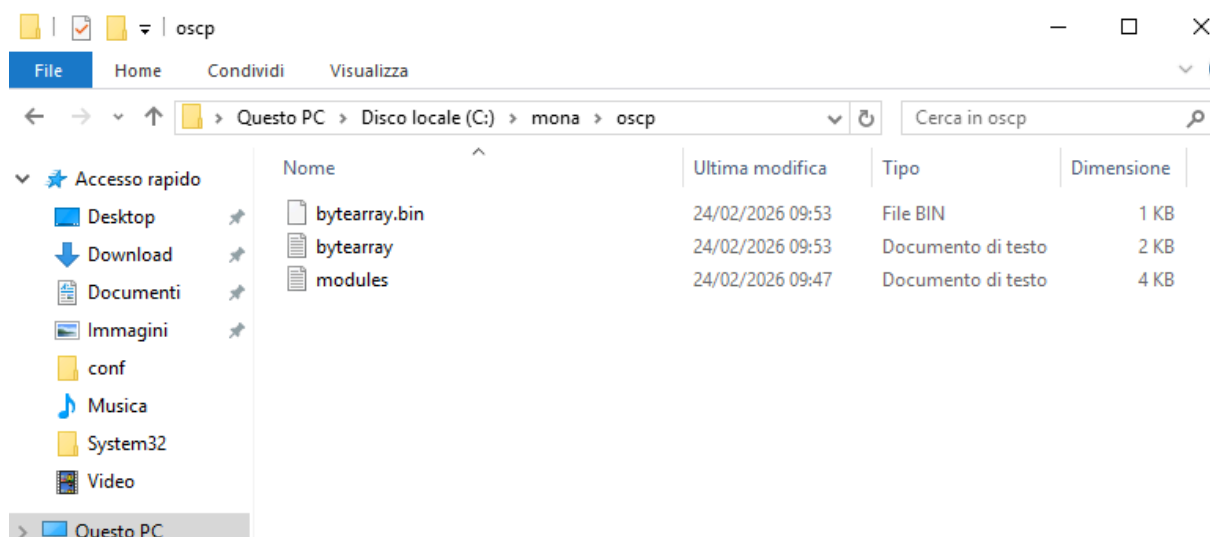 oscp
File Home Condividi Visualizza
Questo PC Disco locale (C:) mona oscp Cerca in oscp
Accesso rapido
Desktop
Download
Documenti
Immagini
conf
Musica
System32
Video
Questo PC
Nome Ultima modifica Tipo Dimensione
bytearray.bin 24/02/2026 09:53 File BIN 1 KB
bytearray 24/02/2026 09:53 Documento di testo 2 KB
modules 24/02/2026 09:47 Documento di testo 4 KB